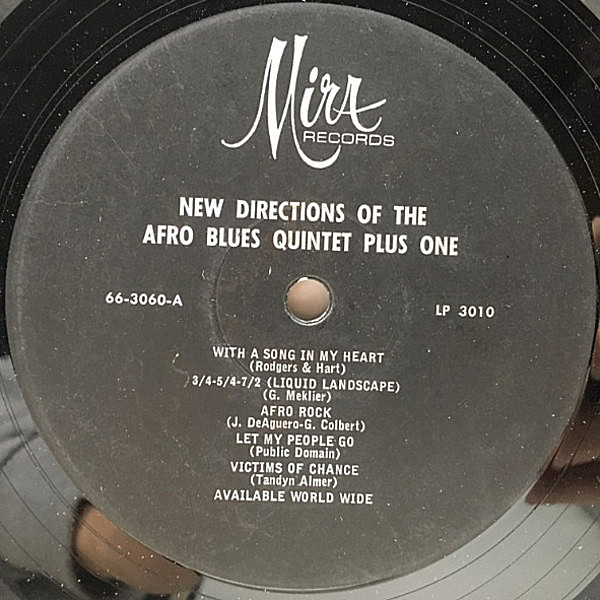 Mira
RECORDS
NEW DIRECTIONS OF THE
AFRO BLUES QUINTET PLUS ONE
66-3060-A
LP 3010
WITH A SONG IN MY HEART
(Rodgers & Hart)
3/4-5/4-7/2 (LIQUID LANDSCAPE)
(G. Meklier)
AFRO ROCK
(J. DeAguero-G. Colbert)
LET MY PEOPLE GO
(Public Domain)
VICTIMS OF CHANCE
(Tandyn Almer)
AVAILABLE WORLD WIDE